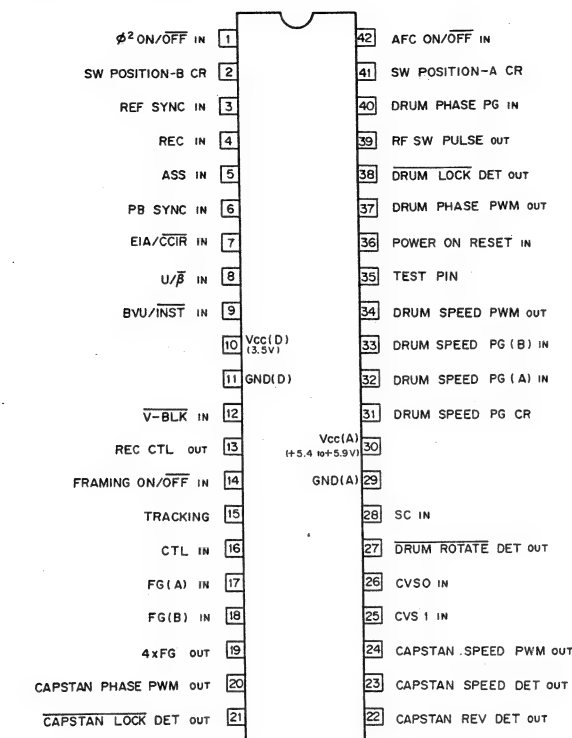 ϕ2 ON/OFF IN 1
SW POSITION-B CR 2
REF SYNC IN 3
REC IN 4
ASS IN 5
PB SYNC IN 6
EIA/CCIR IN 7
U/β IN 8
BVU/INST IN 9
10 Vcc(D)
(3.5V)
11 GND(D)
V-BLK IN 12
REC CTL OUT 13
FRAMING ON/OFF IN 14
TRACKING 15
CTL IN 16
FG(A) IN 17
FG(B) IN 18
4xFG OUT 19
CAPSTAN PHASE PWM OUT 20
CAPSTAN LOCK DET OUT 21
42 AFC ON/OFF IN
41 SW POSITION-A CR
40 DRUM PHASE PG IN
39 RF SW PULSE OUT
38 DRUM LOCK DET OUT
37 DRUM PHASE PWM OUT
36 POWER ON RESET IN
35 TEST PIN
34 DRUM SPEED PWM OUT
33 DRUM SPEED PG (B) IN
32 DRUM SPEED PG (A) IN
31 DRUM SPEED PG CR
Vcc(A) 30
(+5.4 to+5.9V)
GND(A) 29
28 SC IN
27 DRUM ROTATE DET OUT
26 CVSO IN
25 CVS 1 IN
24 CAPSTAN SPEED PWM OUT
23 CAPSTAN SPEED DET OUT
22 CAPSTAN REV DET OUT